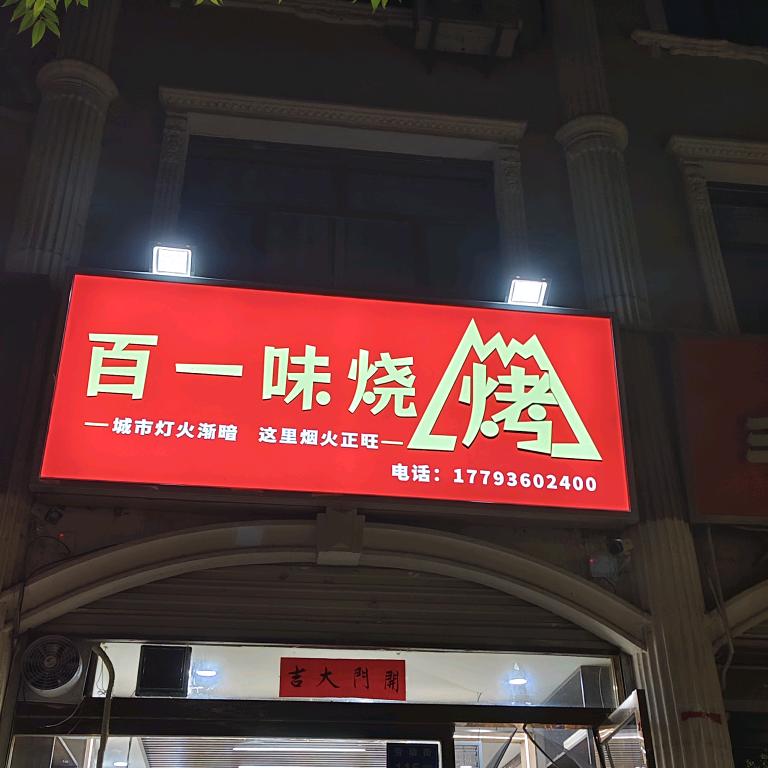 百一味烧烤
—城市灯火渐暗 这里烟火正旺—
电话：17793602400
吉大門開